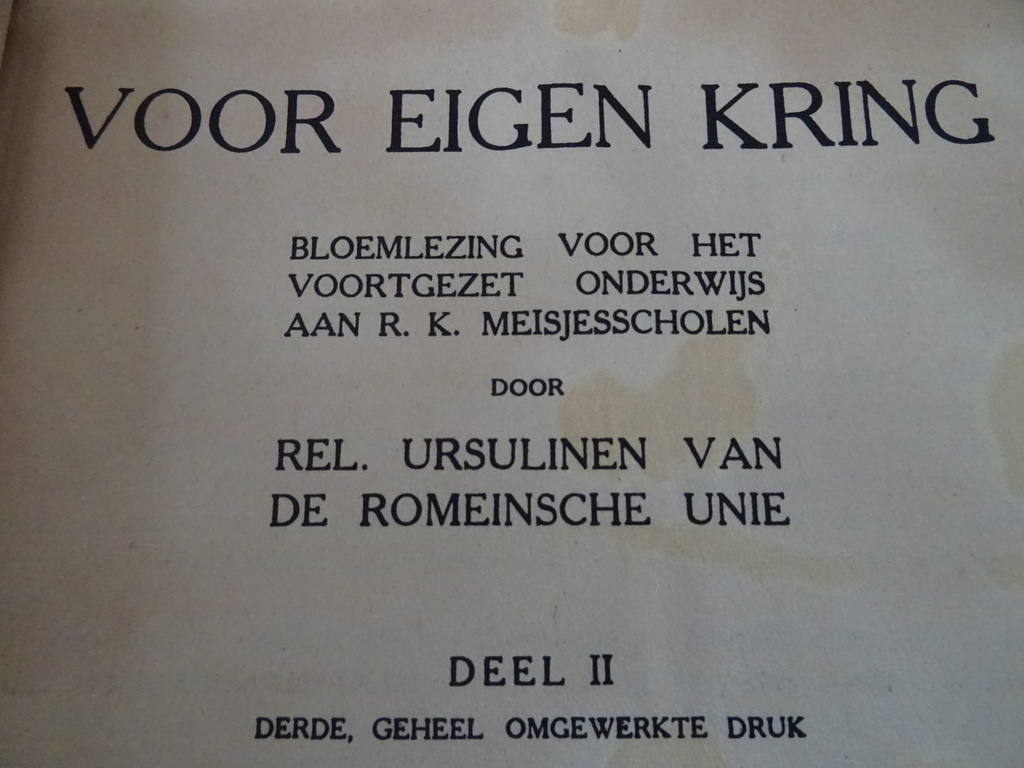 VOOR EIGEN KRING
BLOEMLEZING VOOR HET
VOORTGEZET ONDERWIJS
AAN R. K. MEISJESSCHOLEN
DOOR
REL. URSULINEN VAN
DE ROMEINSCHE UNIE
DEEL II
DERDE, GEHEEL OMGEWERKTE DRUK